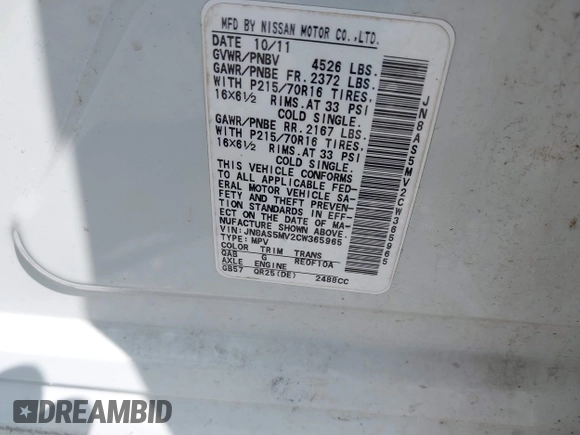 MFD BY NISSAN MOTOR CO.,LTD.
DATE 10/11
GVWR/PNBV 4526 LBS.
GAWR/PNBE FR. 2372 LBS.
WITH P215/70R16 TIRES,
16X6½ RIMS. AT 33 PSI
COLD SINGLE.
GAWR/PNBE RR. 2167 LBS.
WITH P215/70R16 TIRES,
16X6½ RIMS. AT 33 PSI
COLD SINGLE.
THIS VEHICLE CONFORMS
TO ALL APPLICABLE FED-
ERAL MOTOR VEHICLE SA-
FETY AND THEFT PREVEN-
TION STANDARDS IN EFF-
ECT ON THE DATE OF MA-
NUFACTURE SHOWN ABOVE.
VIN: JN8AS5MV2CW365965
TYPE: MPV
COLOR TRIM TRANS
QAB G RE0F10A
AXLE ENGINE
GB57 QR25(DE) 2488CC
JN8AS5MV2CW365965
DREAMBID